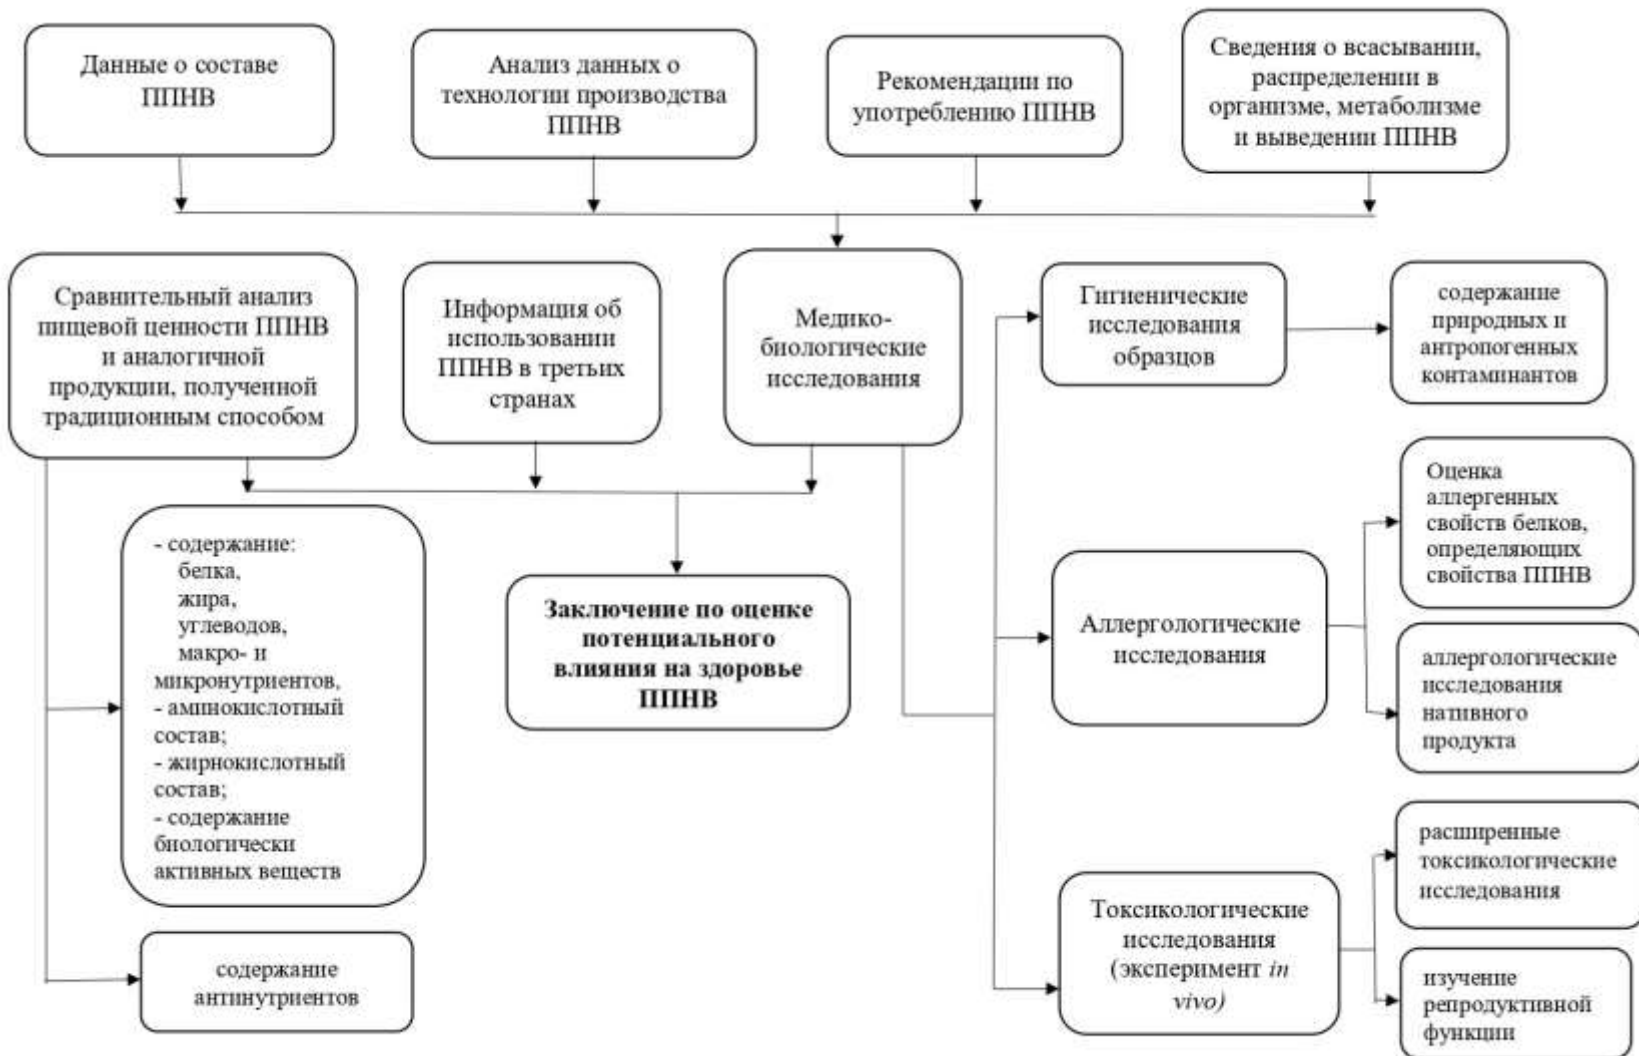 Данные о составе
ППНВ
Анализ данных о
технологии производства
ППНВ
Рекомендации по
употреблению ППНВ
Сведения о всасывании,
распределении в
организме, метаболизме
и выведении ППНВ
Сравнительный анализ
пищевой ценности ППНВ
и аналогичной
продукции, полученной
традиционным способом
Информация об
использовании
ППНВ в третьих
странах
Медико-
биологические
исследования
Гигиенические
исследования
образцов
содержание
природных и
антропогенных
контаминантов
- содержание:
белка,
жира,
углеводов,
макро- и
микронутриентов,
- аминокислотный
состав;
- жирнокислотный
состав;
- содержание
биологически
активных веществ
содержание
антинутриентов
Заключение по оценке
потенциального
влияния на здоровье
ППНВ
Аллергологические
исследования
Оценка
аллергенных
свойств белков,
определяющих
свойства ППНВ
аллергологические
исследования
нативного
продукта
Токсикологические
исследования
(эксперимент in
vivo)
расширенные
токсикологические
исследования
изучение
репродуктивной
функции